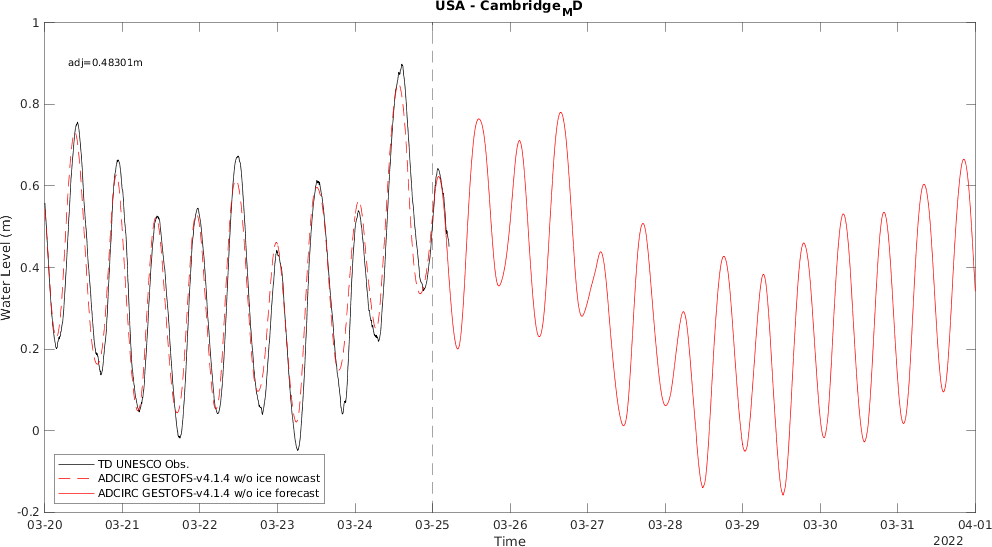 USA - Cambridge_MD
adj=0.48301m
1
0.8
0.6
0.4
0.2
0
-0.2
Water Level (m)
TD UNESCO Obs.
ADCIRC GESTOFS-v4.1.4 w/o ice nowcast
ADCIRC GESTOFS-v4.1.4 w/o ice forecast
03-20 03-21 03-22 03-23 03-24 03-25 03-26 03-27 03-28 03-29 03-30 03-31 04-01
Time
2022